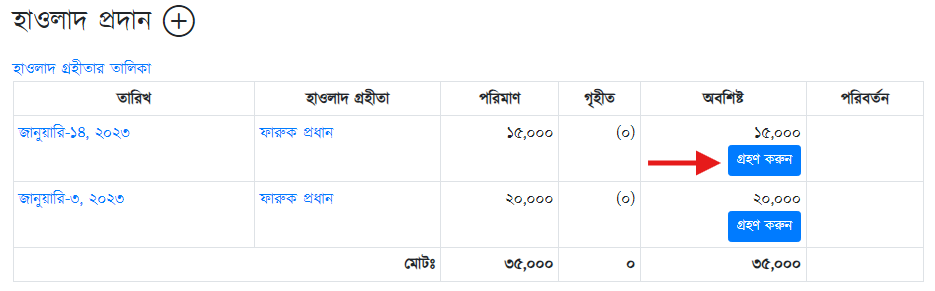 হাওলাদ প্রদান
হাওলাদ গ্রহীতার তালিকা
তারিখ হাওলাদ গ্রহীতা পরিমাণ গৃহীত অবশিষ্ট পরিবর্তন
জানুয়ারি-১৪, ২০২৩ ফারুক প্রধান ১৫,০০০ (০) ১৫,০০০
গ্রহণ করুন
জানুয়ারি-৩, ২০২৩ ফারুক প্রধান ২০,০০০ (০) ২০,০০০
গ্রহণ করুন
মোটঃ ৩৫,০০০ ০ ৩৫,০০০